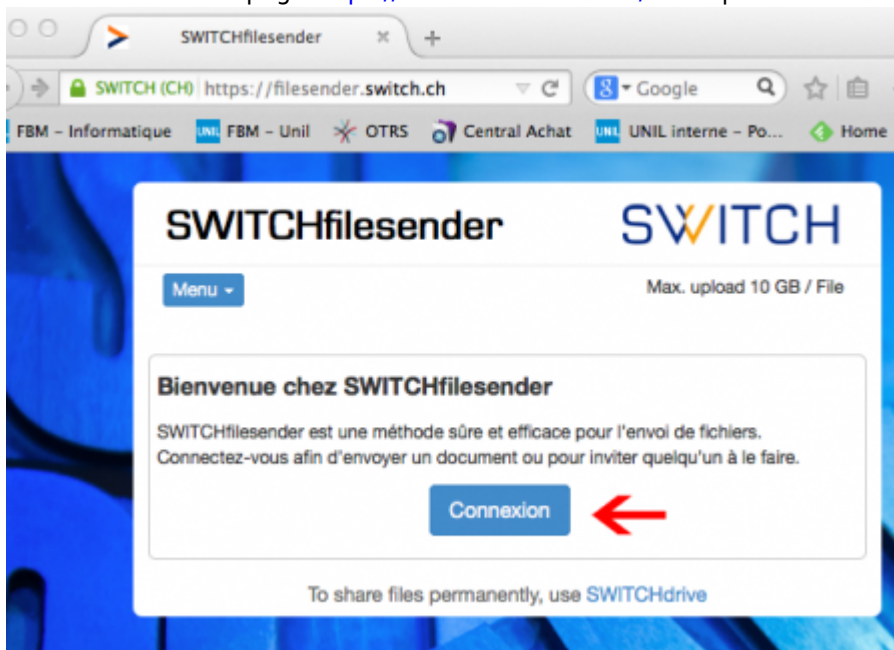 SWITCHfilesender × +
SWITCH (CH) https://filesender.switch.ch Google
FBM – Informatique UNIL FBM – Unil OTRS Central Achat UNIL UNIL interne – Po... Home
SWITCHfilesender SWITCH
Menu Max. upload 10 GB / File
Bienvenue chez SWITCHfilesender
SWITCHfilesender est une méthode sûre et efficace pour l'envoi de fichiers.
Connectez-vous afin d'envoyer un document ou pour inviter quelqu'un à le faire.
Connexion
To share files permanently, use SWITCHdrive